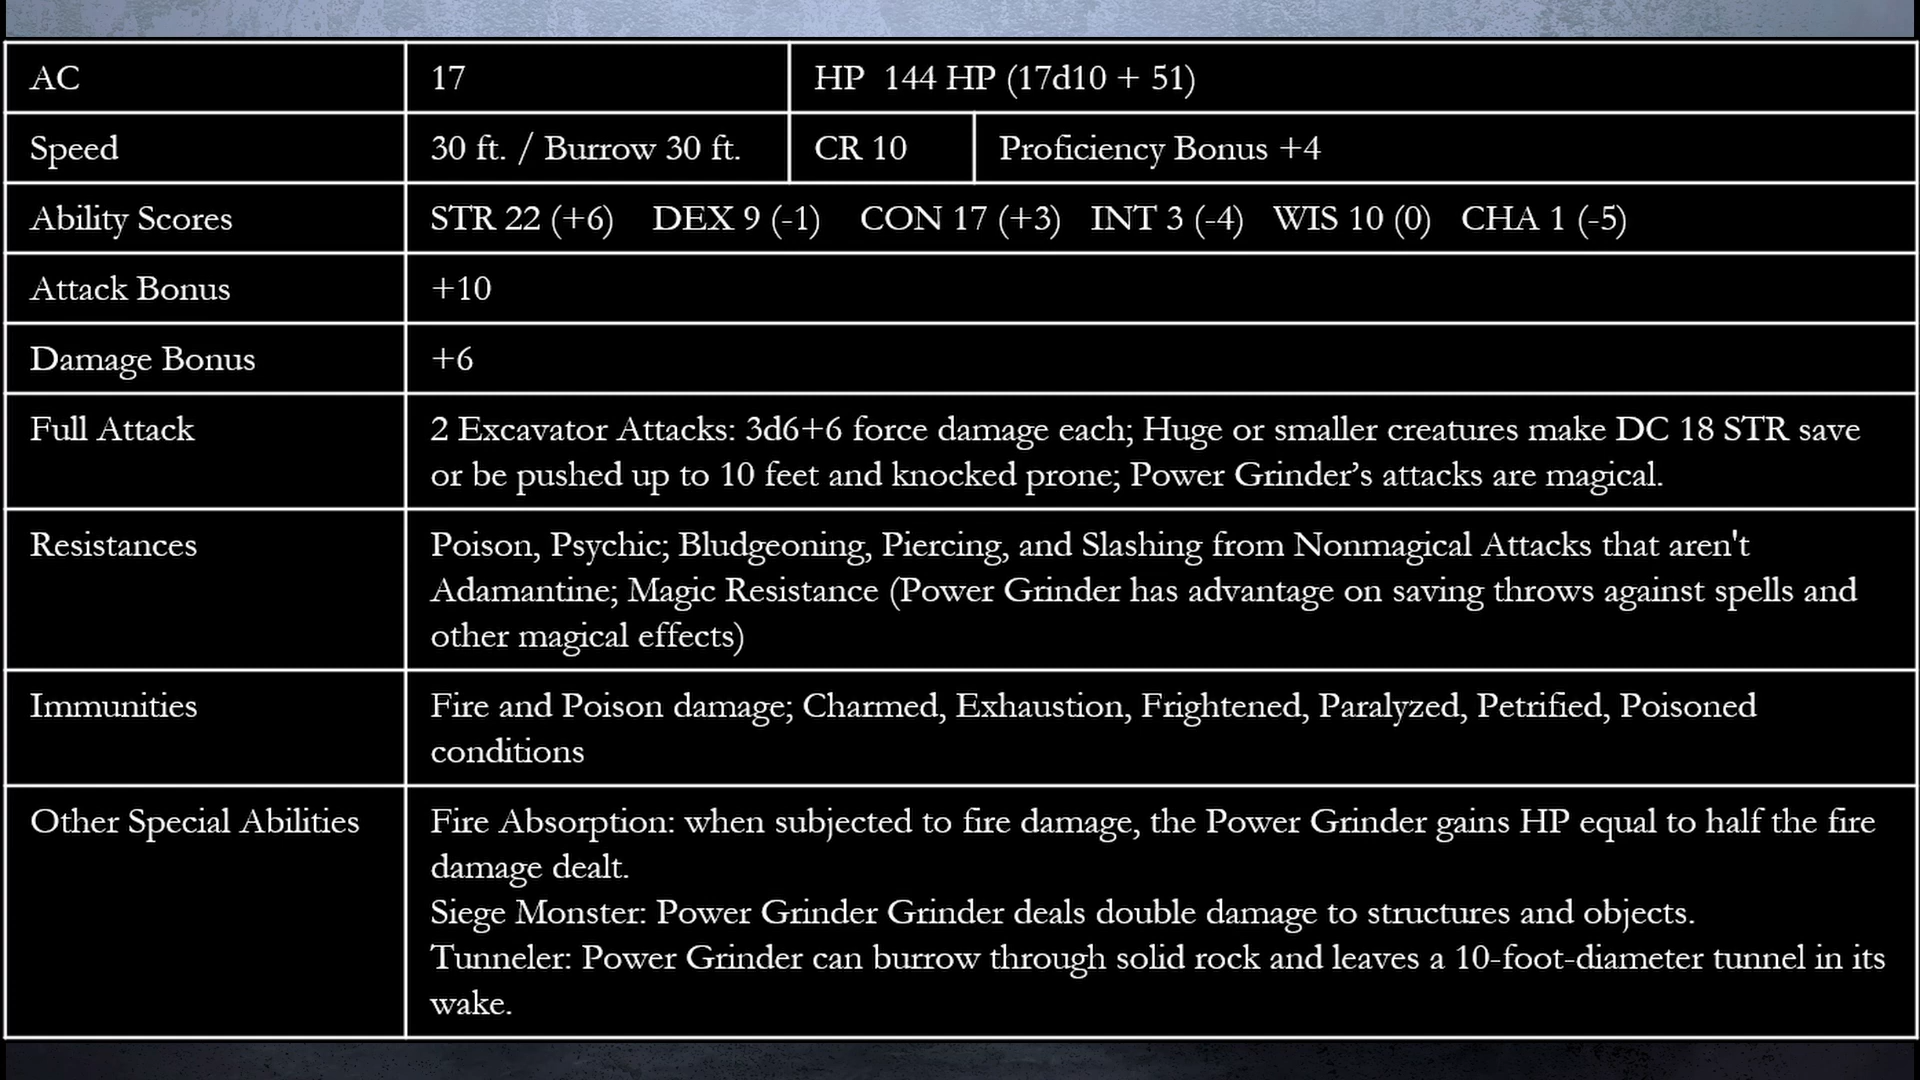 AC 17 HP 144 HP (17d10 + 51)
Speed 30 ft. / Burrow 30 ft. CR 10 Proficiency Bonus +4
Ability Scores STR 22 (+6) DEX 9 (-1) CON 17 (+3) INT 3 (-4) WIS 10 (0) CHA 1 (-5)
Attack Bonus +10
Damage Bonus +6
Full Attack 2 Excavator Attacks: 3d6+6 force damage each; Huge or smaller creatures make DC 18 STR save
or be pushed up to 10 feet and knocked prone; Power Grinder’s attacks are magical.
Resistances Poison, Psychic; Bludgeoning, Piercing, and Slashing from Nonmagical Attacks that aren't
Adamantine; Magic Resistance (Power Grinder has advantage on saving throws against spells and
other magical effects)
Immunities Fire and Poison damage; Charmed, Exhaustion, Frightened, Paralyzed, Petrified, Poisoned
conditions
Other Special Abilities Fire Absorption: when subjected to fire damage, the Power Grinder gains HP equal to half the fire
damage dealt.
Siege Monster: Power Grinder Grinder deals double damage to structures and objects.
Tunneler: Power Grinder can burrow through solid rock and leaves a 10-foot-diameter tunnel in its
wake.